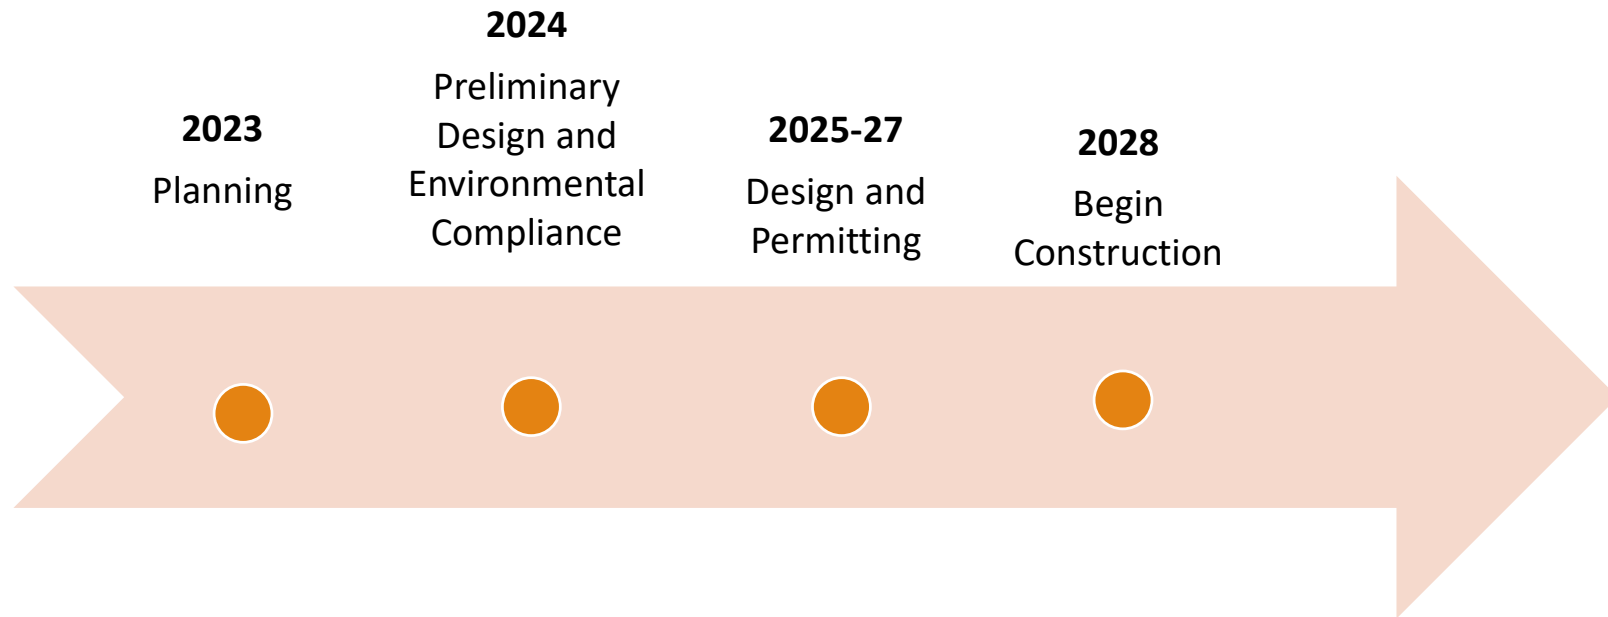 2023
Planning
2024
Preliminary
Design and
Environmental
Compliance
2025-27
Design and
Permitting
2028
Begin
Construction